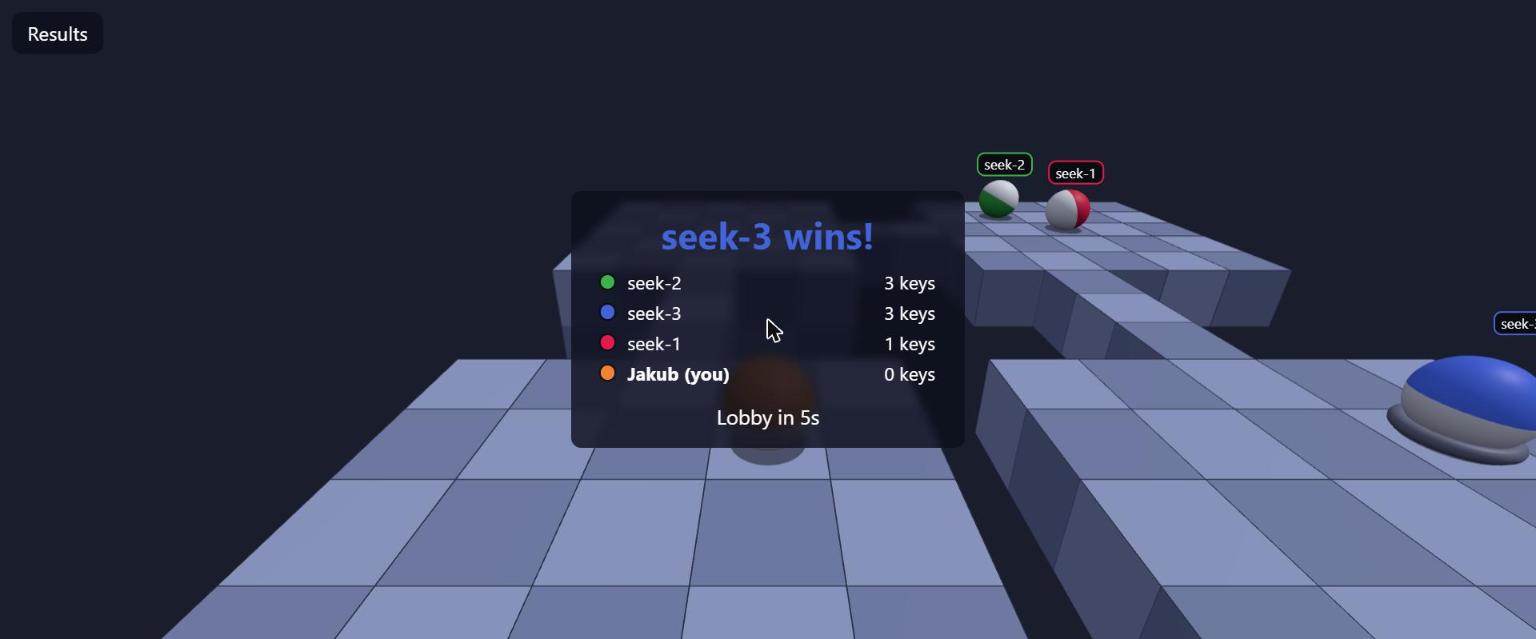 Results
seek-2
seek-1
seek-3 wins!
seek-2 3 keys
seek-3 3 keys
seek-1 1 keys
Jakub (you) 0 keys
Lobby in 5s